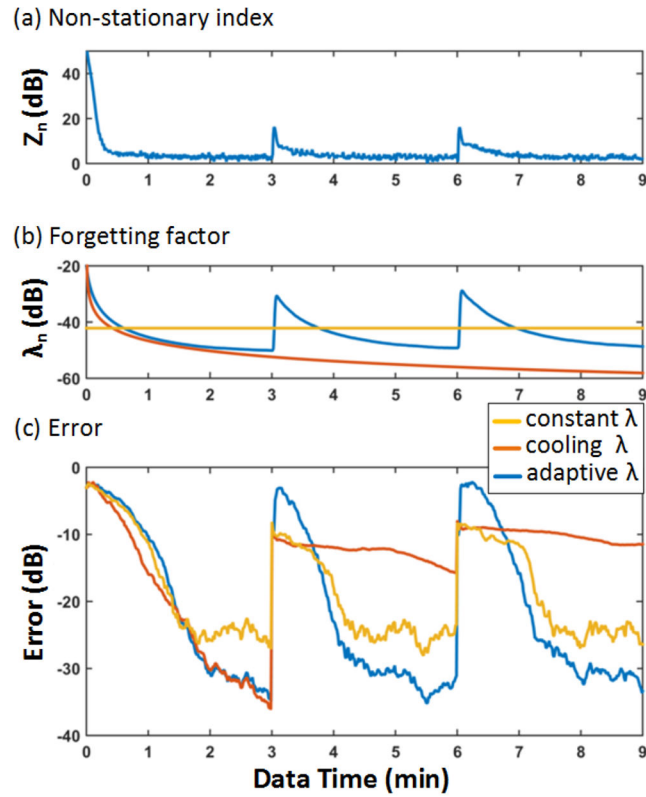 (a) Non-stationary index
Zn (dB)
40
20
0
0 1 2 3 4 5 6 7 8 9
Data Time (min)
(b) Forgetting factor
λn (dB)
-20
-40
-60
0 1 2 3 4 5 6 7 8 9
constant λ
cooling λ
adaptive λ
(c) Error
Error (dB)
0
-10
-20
-30
-40
0 1 2 3 4 5 6 7 8 9
Data Time (min)